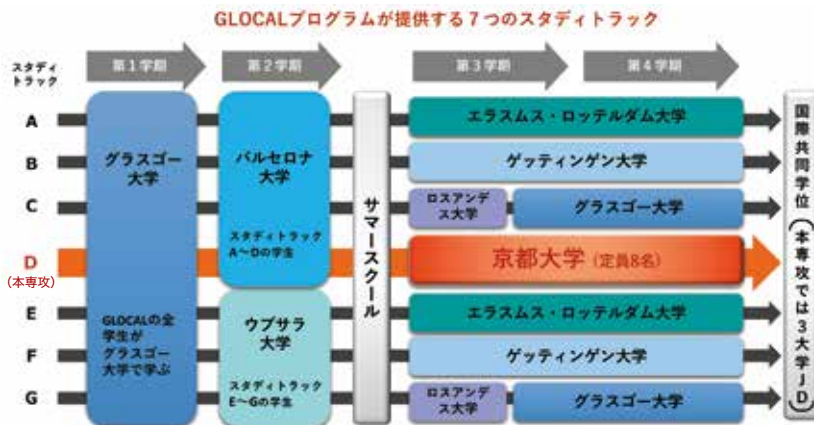 GLOCALプログラムが提供する７つのスタディトラック
スタディ
トラック
第１学期
第２学期
第３学期
第４学期
A
B
C
D
(本専攻)
E
F
G
グラスゴー
大学
GLOCALの全
学生が
グラスゴー
大学で学ぶ
バルセロナ
大学
スタディトラック
A～Dの学生
ウプサラ
大学
スタディトラック
E～Gの学生
サマースクール
エラスムス・ロッテルダム大学
ゲッティンゲン大学
ロスアンデ
ス大学
グラスゴー大学
京都大学（定員8名）
エラスムス・ロッテルダム大学
ゲッティンゲン大学
ロスアンデ
ス大学
グラスゴー大学
国際共同学位（本専攻では３大学JD）